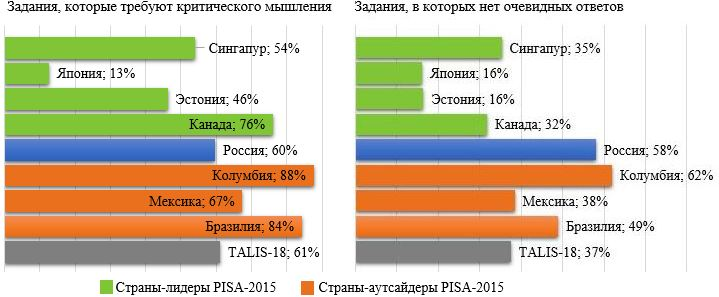 Задания, которые требуют критического мышления
Сингапур; 54%
Япония; 13%
Эстония; 46%
Канада; 76%
Россия; 60%
Колумбия; 88%
Мексика; 67%
Бразилия; 84%
TALIS-18; 61%
Задания, в которых нет очевидных ответов
Сингапур; 35%
Япония; 16%
Эстония; 16%
Канада; 32%
Россия; 58%
Колумбия; 62%
Мексика; 38%
Бразилия; 49%
TALIS-18; 37%
Страны-лидеры PISA-2015
Страны-аутсайдеры PISA-2015